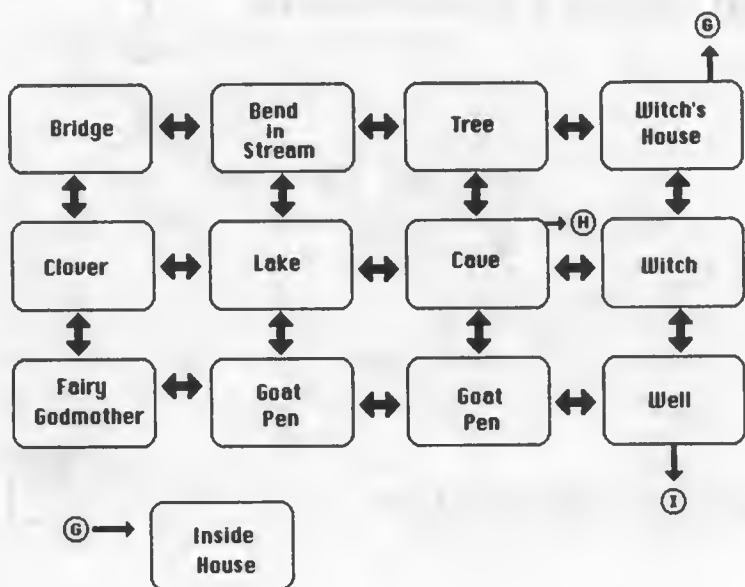 G
Bridge
Bend
in
Stream
Tree
Witch's
House
Clover
Lake
Cave
H
Witch
Fairy
Godmother
Goat
Pen
Goat
Pen
Well
I
G
Inside
House